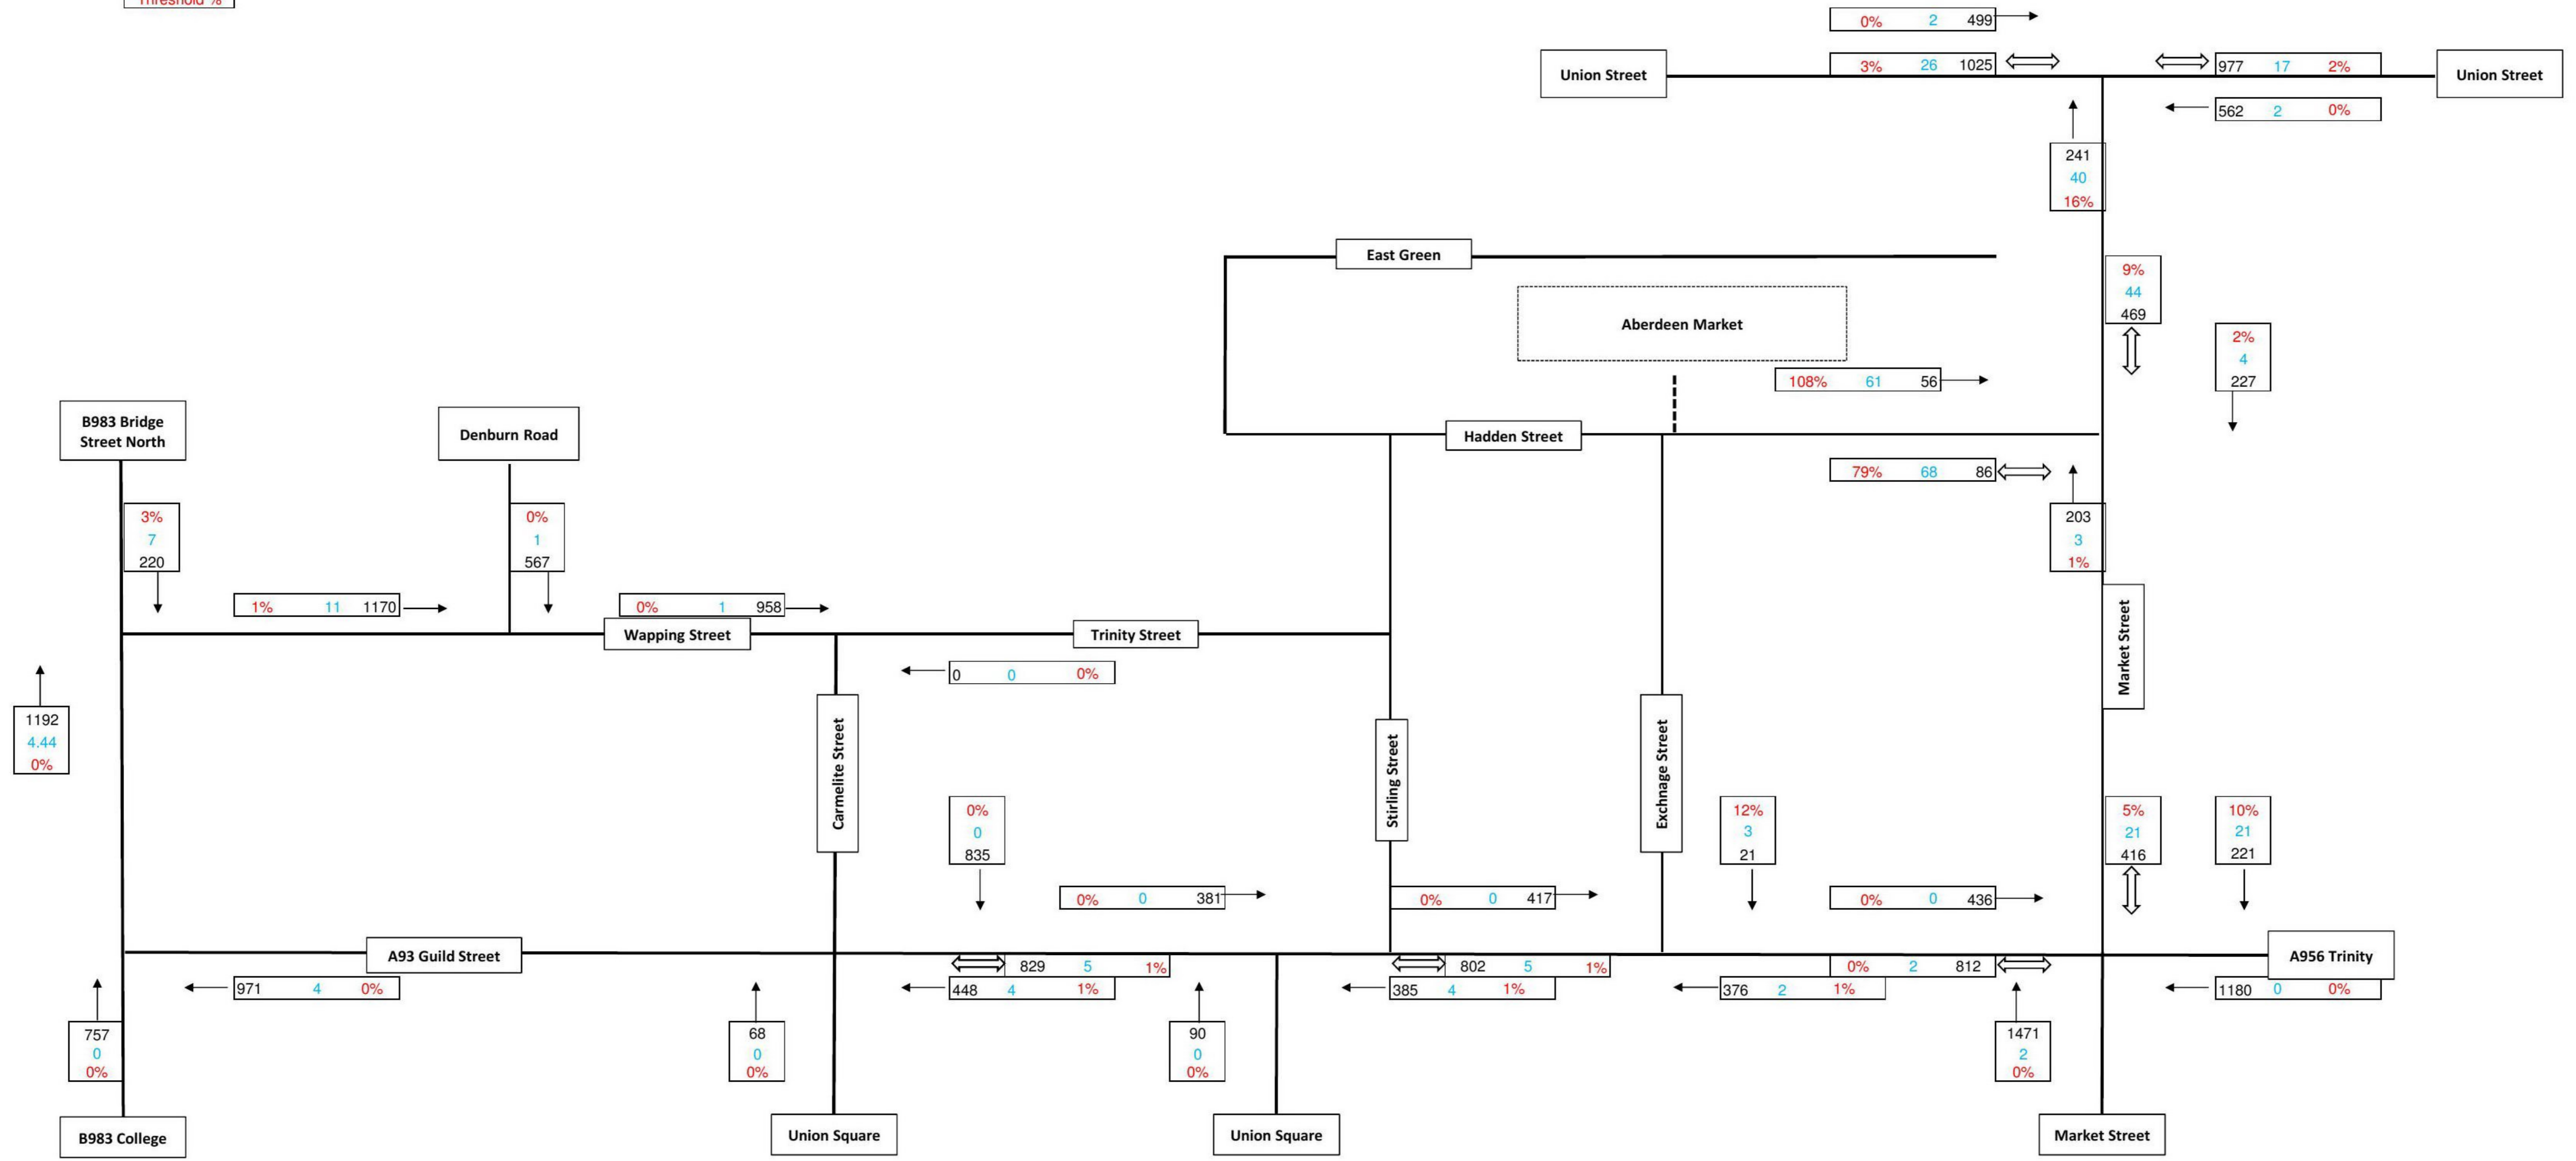 Threshold %
0% 2 499
Union Street
3% 26 1025
977 17 2%
Union Street
562 2 0%
241
40
16%
East Green
9%
44
469
Aberdeen Market
2%
4
227
108% 61 56
B983 Bridge
Street North
Denburn Road
Hadden Street
79% 68 86
3%
7
220
0%
1
567
203
3
1%
1% 11 1170
0% 1 958
Wapping Street
Trinity Street
Market Street
0 0 0%
1192
4.44
0%
Carmelite Street
Stirling Street
Exchnage Street
0%
0
835
12%
3
21
5%
21
416
10%
21
221
0% 0 381
0% 0 417
0% 0 436
A93 Guild Street
829 5 1%
802 5 1%
0% 2 812
A956 Trinity
971 4 0%
448 4 1%
385 4 1%
376 2 1%
1180 0 0%
757
0
0%
68
0
0%
90
0
0%
1471
2
0%
B983 College
Union Square
Union Square
Market Street